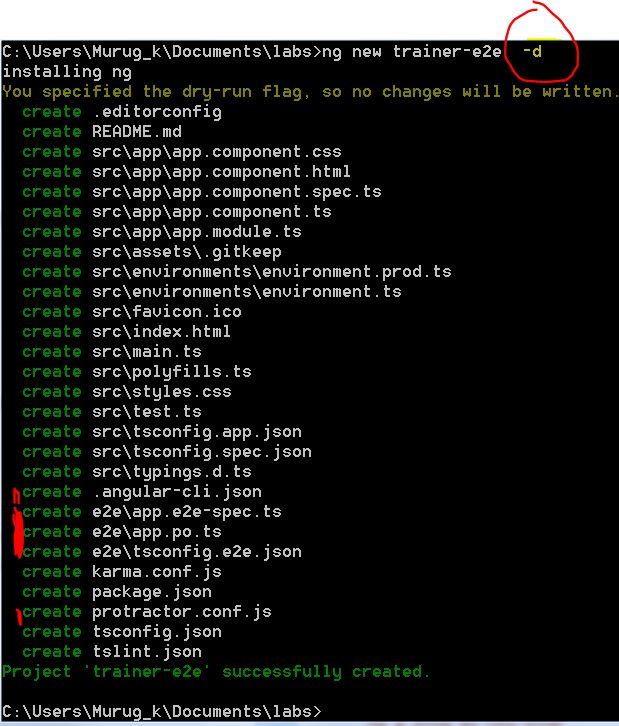 C:\Users\Murug_k\Documents\labs>ng new trainer-e2e -d
installing ng
You specified the dry-run flag, so no changes will be written.
create .editorconfig
create README.md
create src\app\app.component.css
create src\app\app.component.html
create src\app\app.component.spec.ts
create src\app\app.component.ts
create src\app\app.module.ts
create src\assets\.gitkeep
create src\environments\environment.prod.ts
create src\environments\environment.ts
create src\favicon.ico
create src\index.html
create src\main.ts
create src\polyfills.ts
create src\styles.css
create src\test.ts
create src\tsconfig.app.json
create src\tsconfig.spec.json
create src\typings.d.ts
create .angular-cli.json
create e2e\app.e2e-spec.ts
create e2e\app.po.ts
create e2e\tsconfig.e2e.json
create karma.conf.js
create package.json
create protractor.conf.js
create tsconfig.json
create tslint.json
Project 'trainer-e2e' successfully created.
C:\Users\Murug_k\Documents\labs>